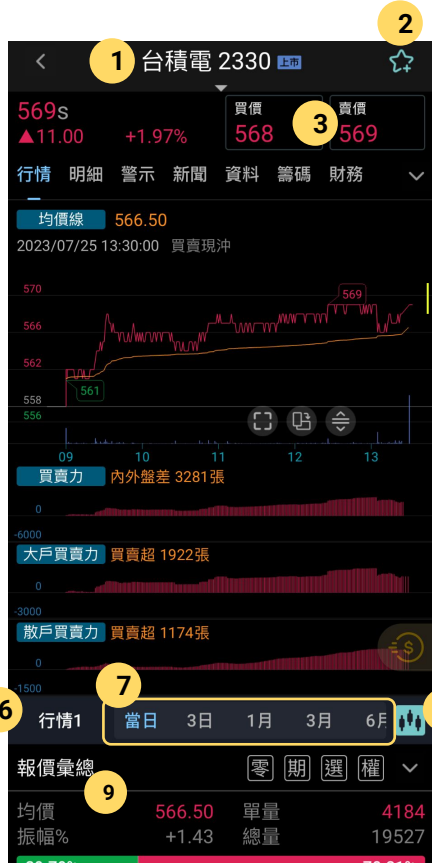 2
1 台積電 2330 上市
569s
▲11.00 +1.97%
買價
568
3
賣價
569
行情 明細 警示 新聞 資料 籌碼 財務
均價線 566.50
2023/07/25 13:30:00 買賣現沖
570
569
566
562
561
558
556
09 10 11 12 13
買賣力 內外盤差 3281張
0
-6000
大戶買賣力 買賣超 1922張
0
-3000
散戶買賣力 買賣超 1174張
0
-1500
$
7
6 行情1 當日 3日 1月 3月 6月
報價彙總 零 期 選 權
9
均價 566.50 單量 4184
振幅% +1.43 總量 19527